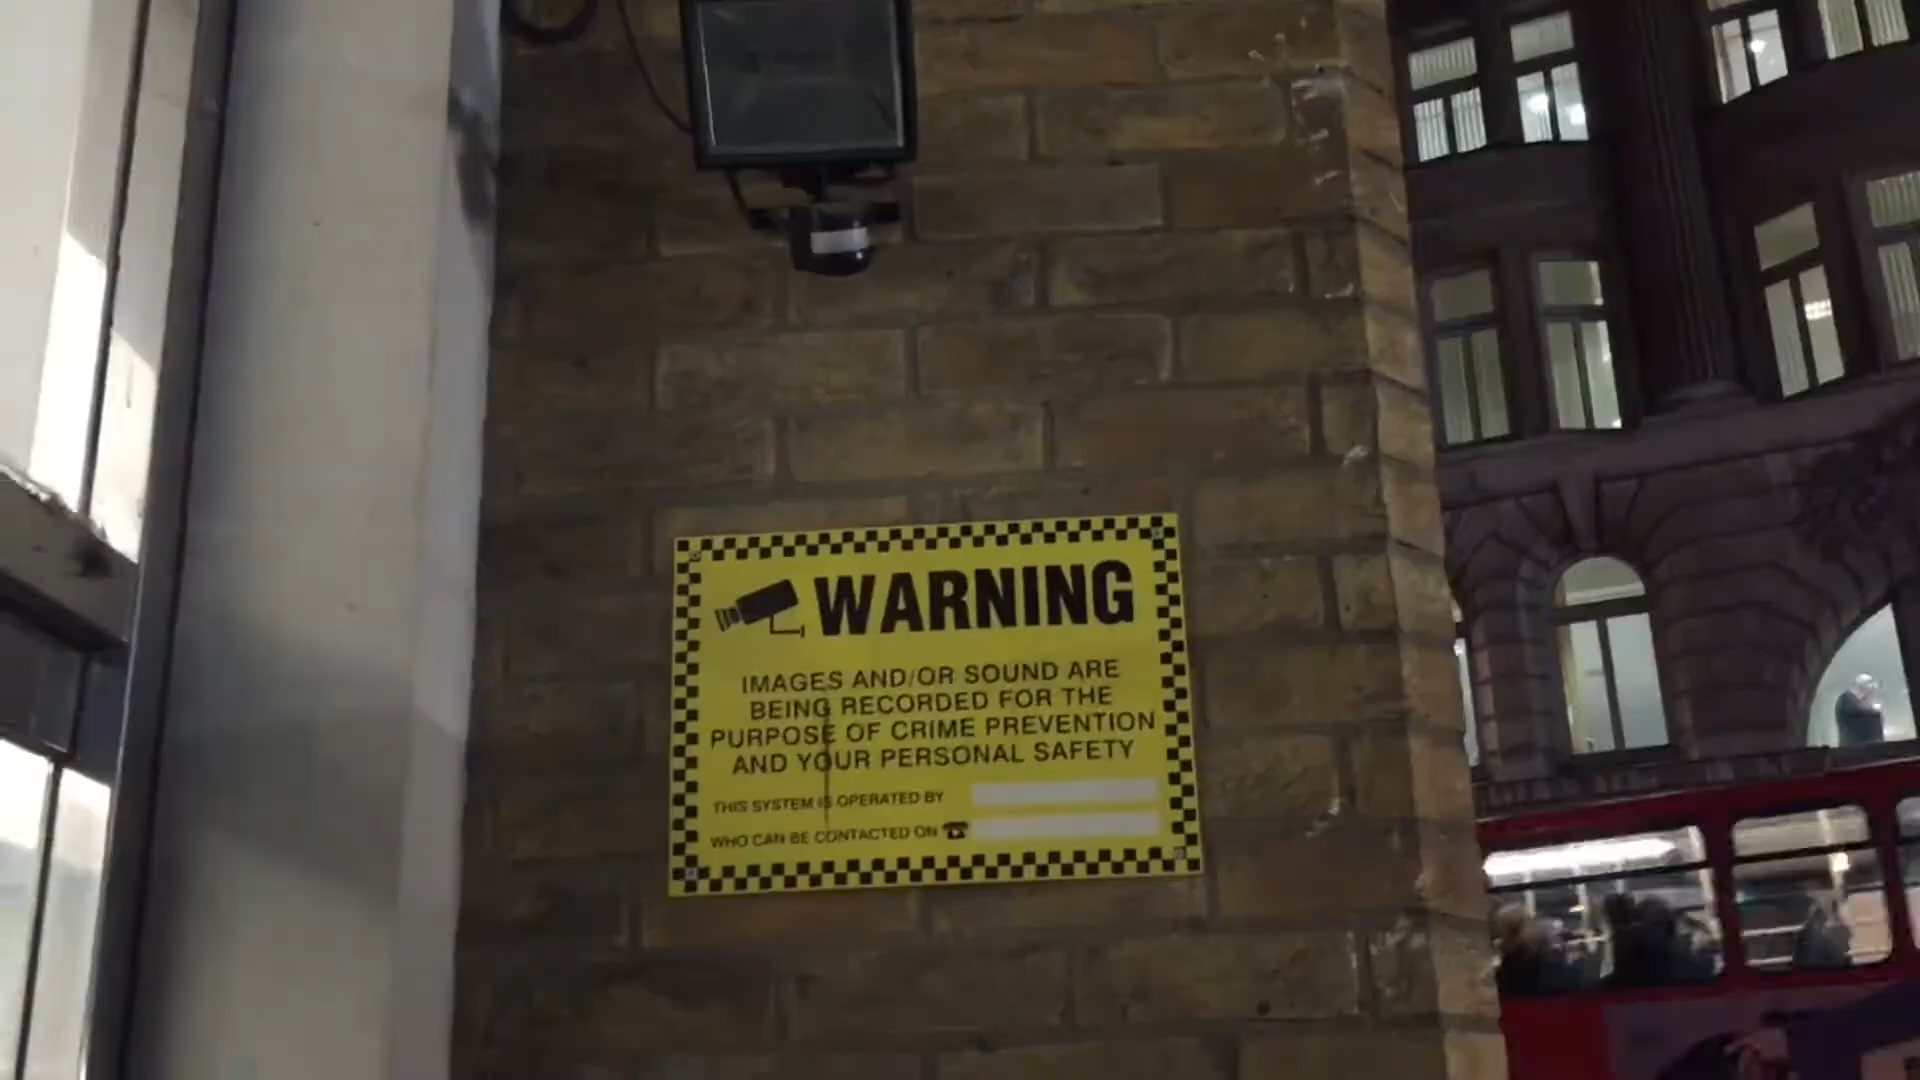 WARNING
IMAGES AND/OR SOUND ARE
BEING RECORDED FOR THE
PURPOSE OF CRIME PREVENTION
AND YOUR PERSONAL SAFETY
THIS SYSTEM IS OPERATED BY
WHO CAN BE CONTACTED ON